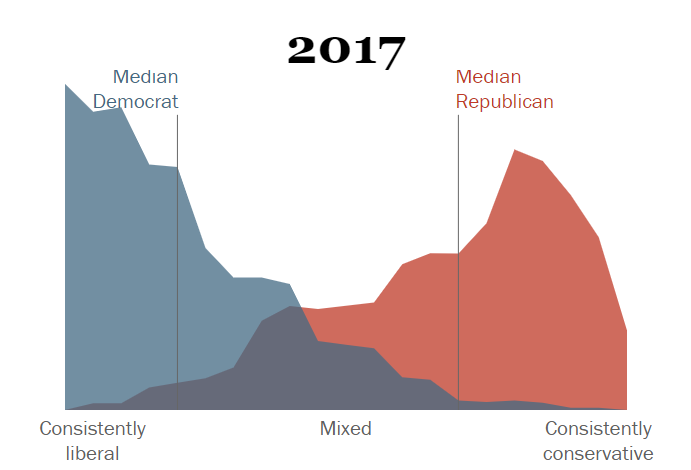 2017
Median
Democrat
Median
Republican
Consistently
liberal
Mixed
Consistently
conservative